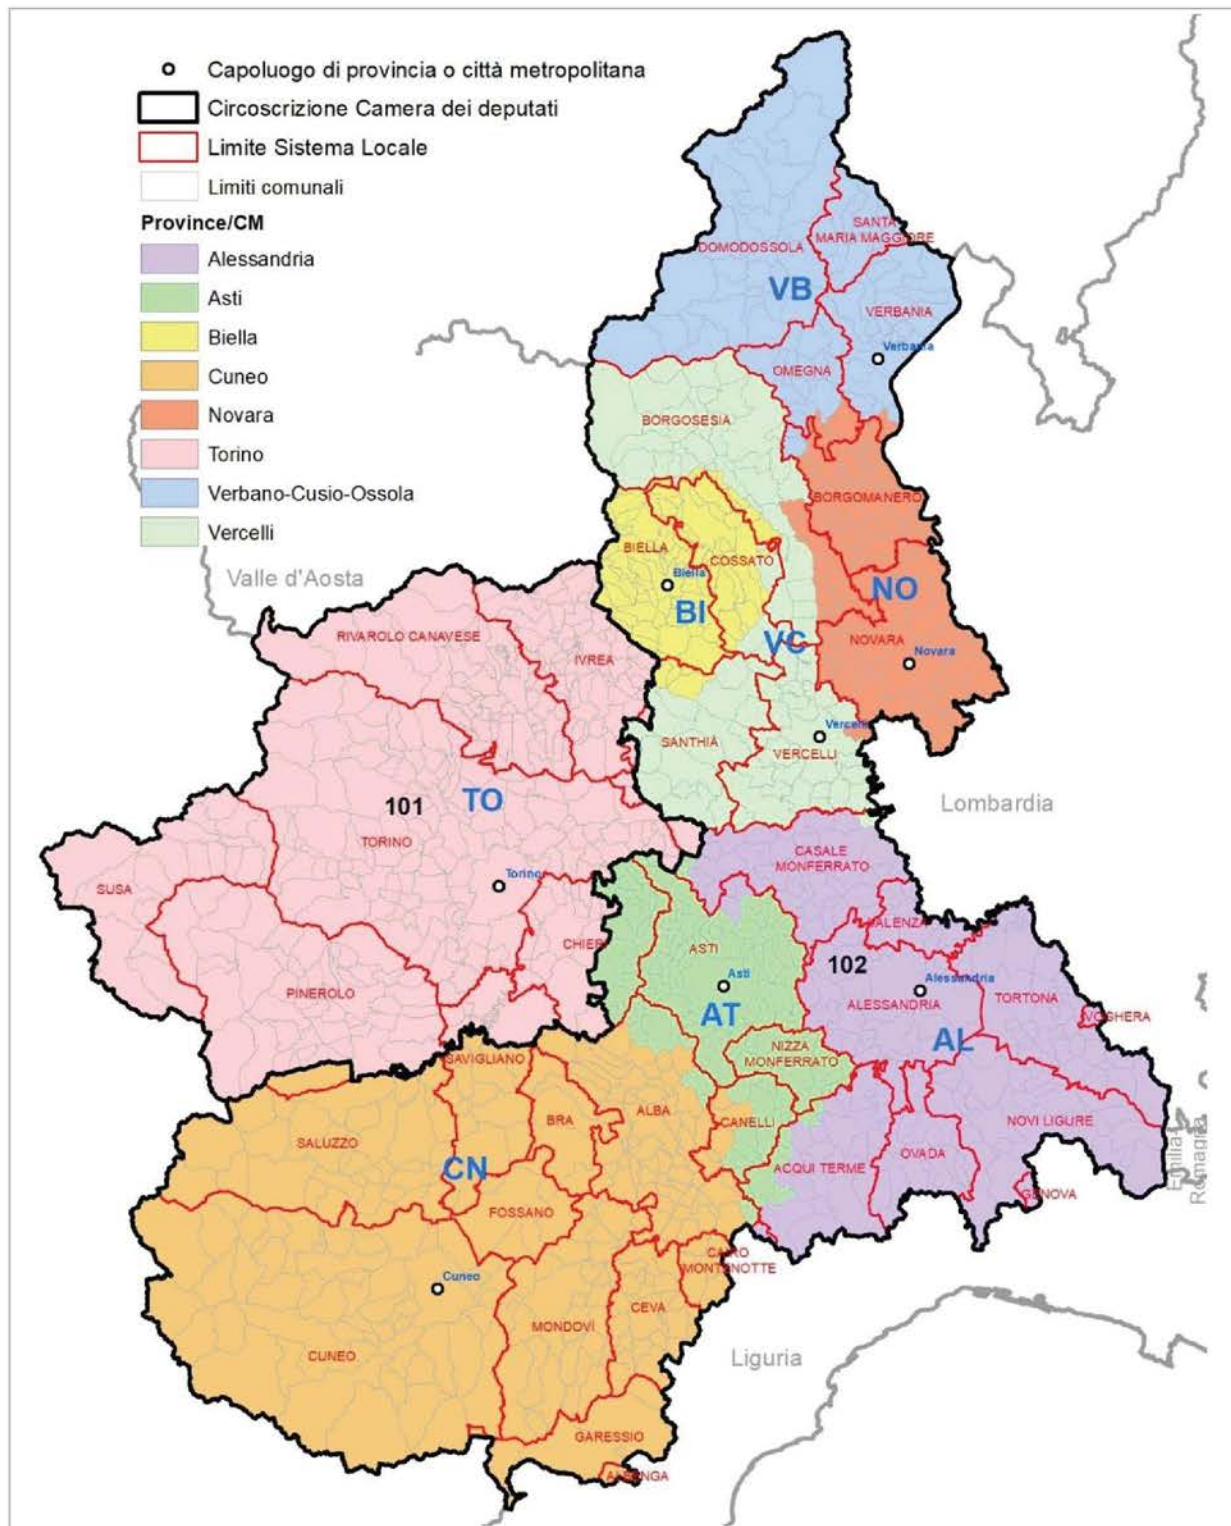 Capoluogo di provincia o città metropolitana
Circoscrizione Camera dei deputati
Limite Sistema Locale
Limiti comunali
Province/CM
Alessandria
Asti
Biella
Cuneo
Novara
Torino
Verbano-Cusio-Ossola
Vercelli
SANTA
MARIA MAGGIORE
DOMODOSSOLA
VB
VERBANIA
Verbania
OMEGNA
BORGOSESIA
BORGOMANERO
BIELLA
COSSATO
Biella
BI
NO
VC
NOVARA
Novara
Valle d'Aosta
RIVAROLO CANAVESE
IVREA
SANTHIÀ
Vercelli
VERCELLI
101
TO
Lombardia
TORINO
Torino
SUSA
CASALE
MONFERRATO
VALENZA
CHIERI
ASTI
102
Asti
Alessandria
ALESSANDRIA
TORTONA
PINEROLO
AT
VOGHERA
AL
NIZZA
MONFERRATO
SAVIGLIANO
BRA
ALBA
CANELLI
NOVI LIGURE
SALUZZO
CN
ACQUI TERME
OVADA
GENOVA
Emilia-
Romagna
FOSSANO
CAIRO
MONTENOTTE
Cuneo
CEVA
MONDOVÌ
CUNEO
Liguria
GARESSIO
ALBENGA